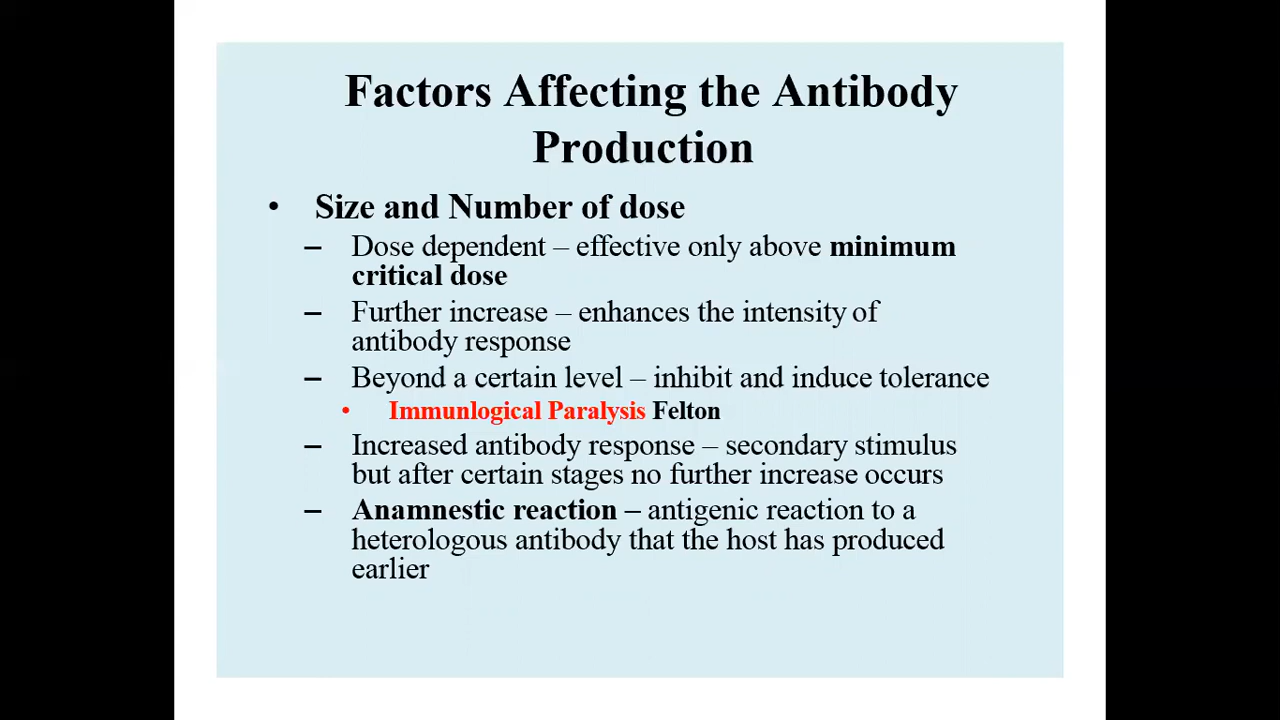 Factors Affecting the Antibody
Production
• Size and Number of dose
– Dose dependent – effective only above minimum
critical dose
– Further increase – enhances the intensity of
antibody response
– Beyond a certain level – inhibit and induce tolerance
• Immunlogical Paralysis Felton
– Increased antibody response – secondary stimulus
but after certain stages no further increase occurs
– Anamnestic reaction – antigenic reaction to a
heterologous antibody that the host has produced
earlier